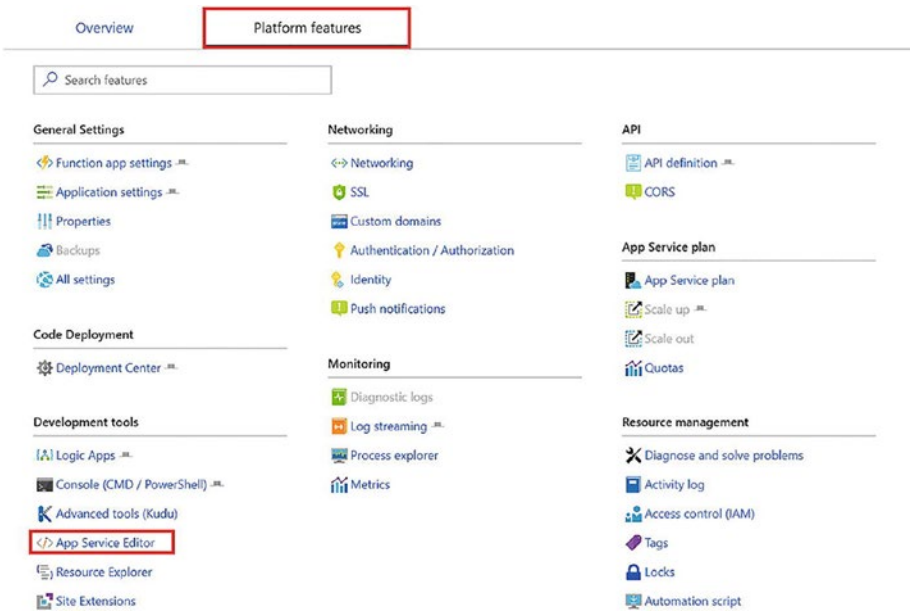 Overview
Platform features
Search features
General Settings
Function app settings
Application settings
Properties
Backups
All settings
Code Deployment
Deployment Center
Development tools
Logic Apps
Console (CMD / PowerShell)
Advanced tools (Kudu)
App Service Editor
Resource Explorer
Site Extensions
Networking
Networking
SSL
Custom domains
Authentication / Authorization
Identity
Push notifications
Monitoring
Diagnostic logs
Log streaming
Process explorer
Metrics
API
API definition
CORS
App Service plan
App Service plan
Scale up
Scale out
Quotas
Resource management
Diagnose and solve problems
Activity log
Access control (IAM)
Tags
Locks
Automation script